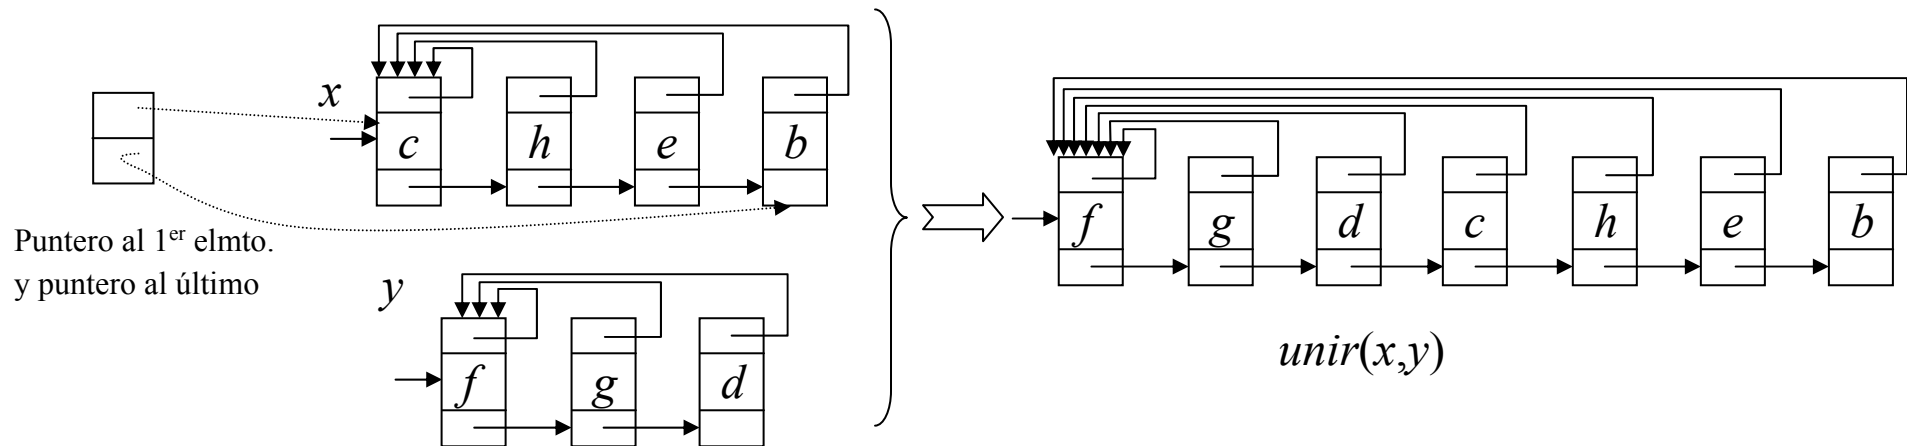 x
c h e b
Puntero al 1er elmto.
y puntero al último
y
f g d
f g d c h e b
unir(x,y)